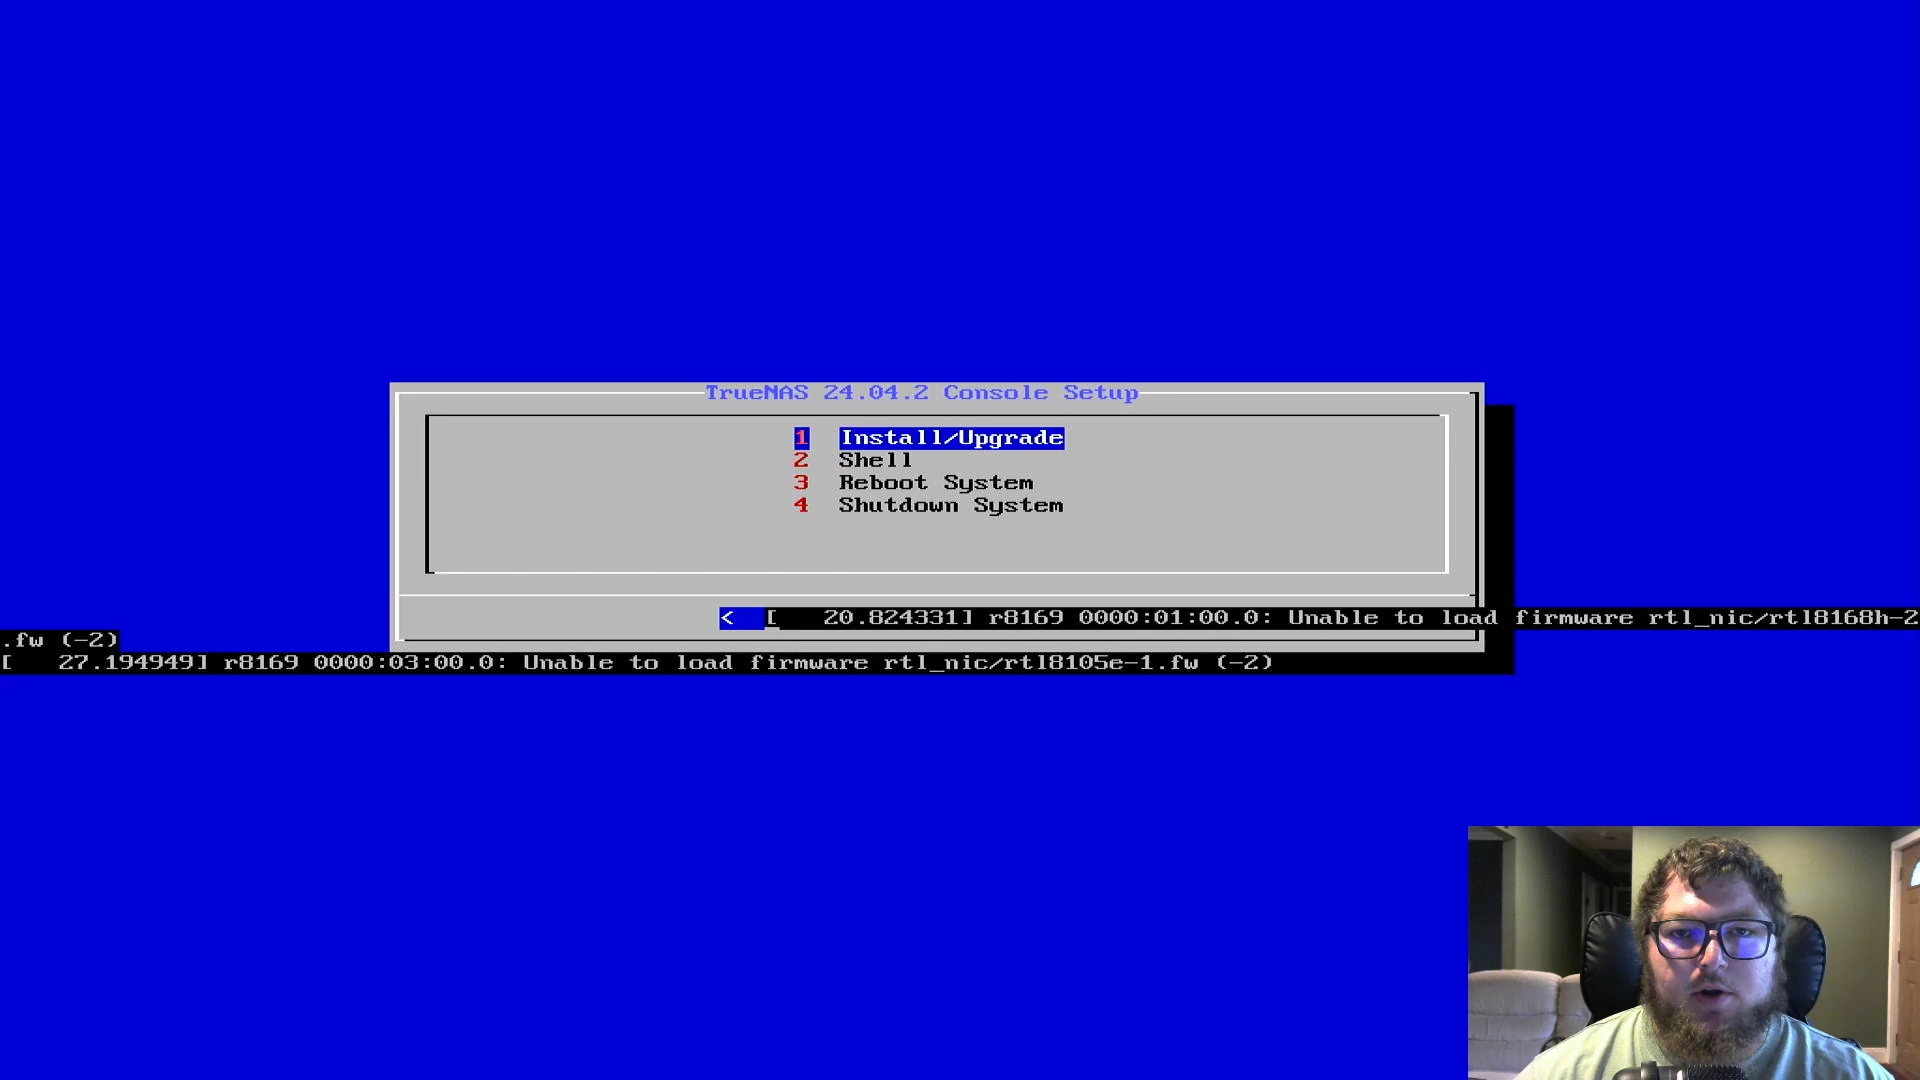 TrueNAS 24.04.2 Console Setup
1 Install/Upgrade
2 Shell
3 Reboot System
4 Shutdown System
< [ 20.824331] r8169 0000:01:00.0: Unable to load firmware rtl_nic/rtl8168h-2
.fw (-2)
[ 27.194949] r8169 0000:03:00.0: Unable to load firmware rtl_nic/rtl8105e-1.fw (-2)